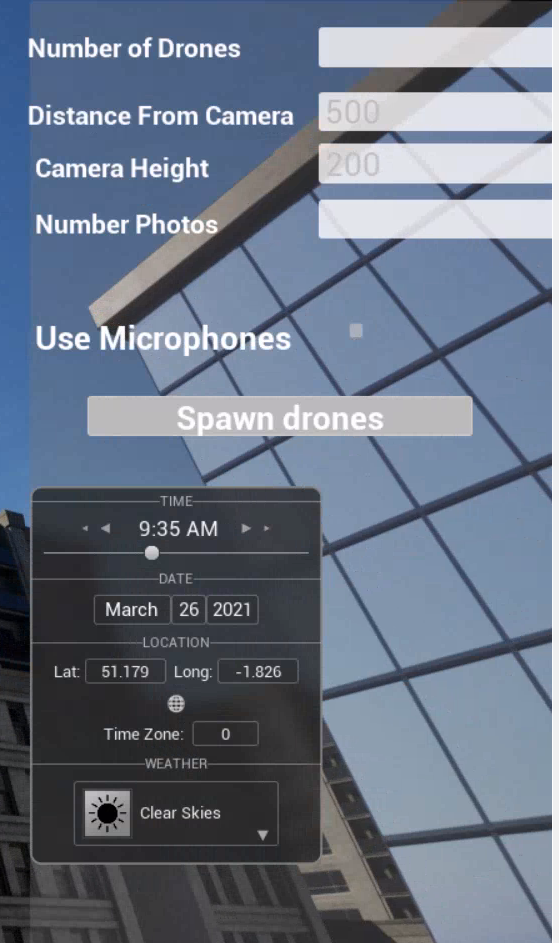 Number of Drones
Distance From Camera 500
Camera Height 200
Number Photos
Use Microphones
Spawn drones
TIME
9:35 AM
DATE
March 26 2021
LOCATION
Lat: 51.179 Long: -1.826
Time Zone: 0
WEATHER
Clear Skies